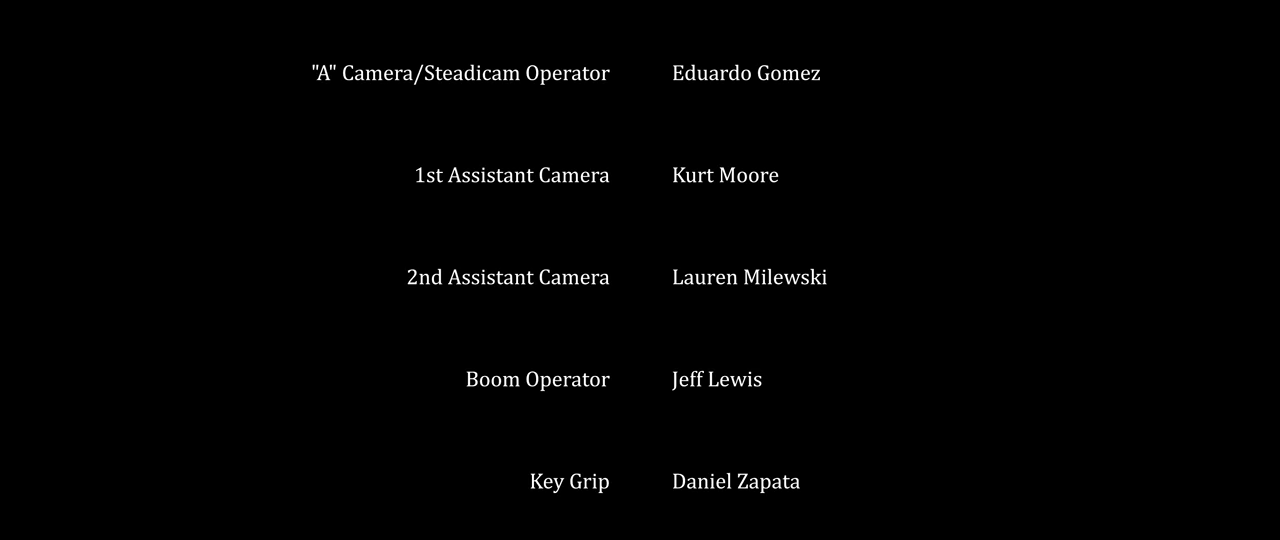 "A" Camera/Steadicam Operator Eduardo Gomez
1st Assistant Camera Kurt Moore
2nd Assistant Camera Lauren Milewski
Boom Operator Jeff Lewis
Key Grip Daniel Zapata